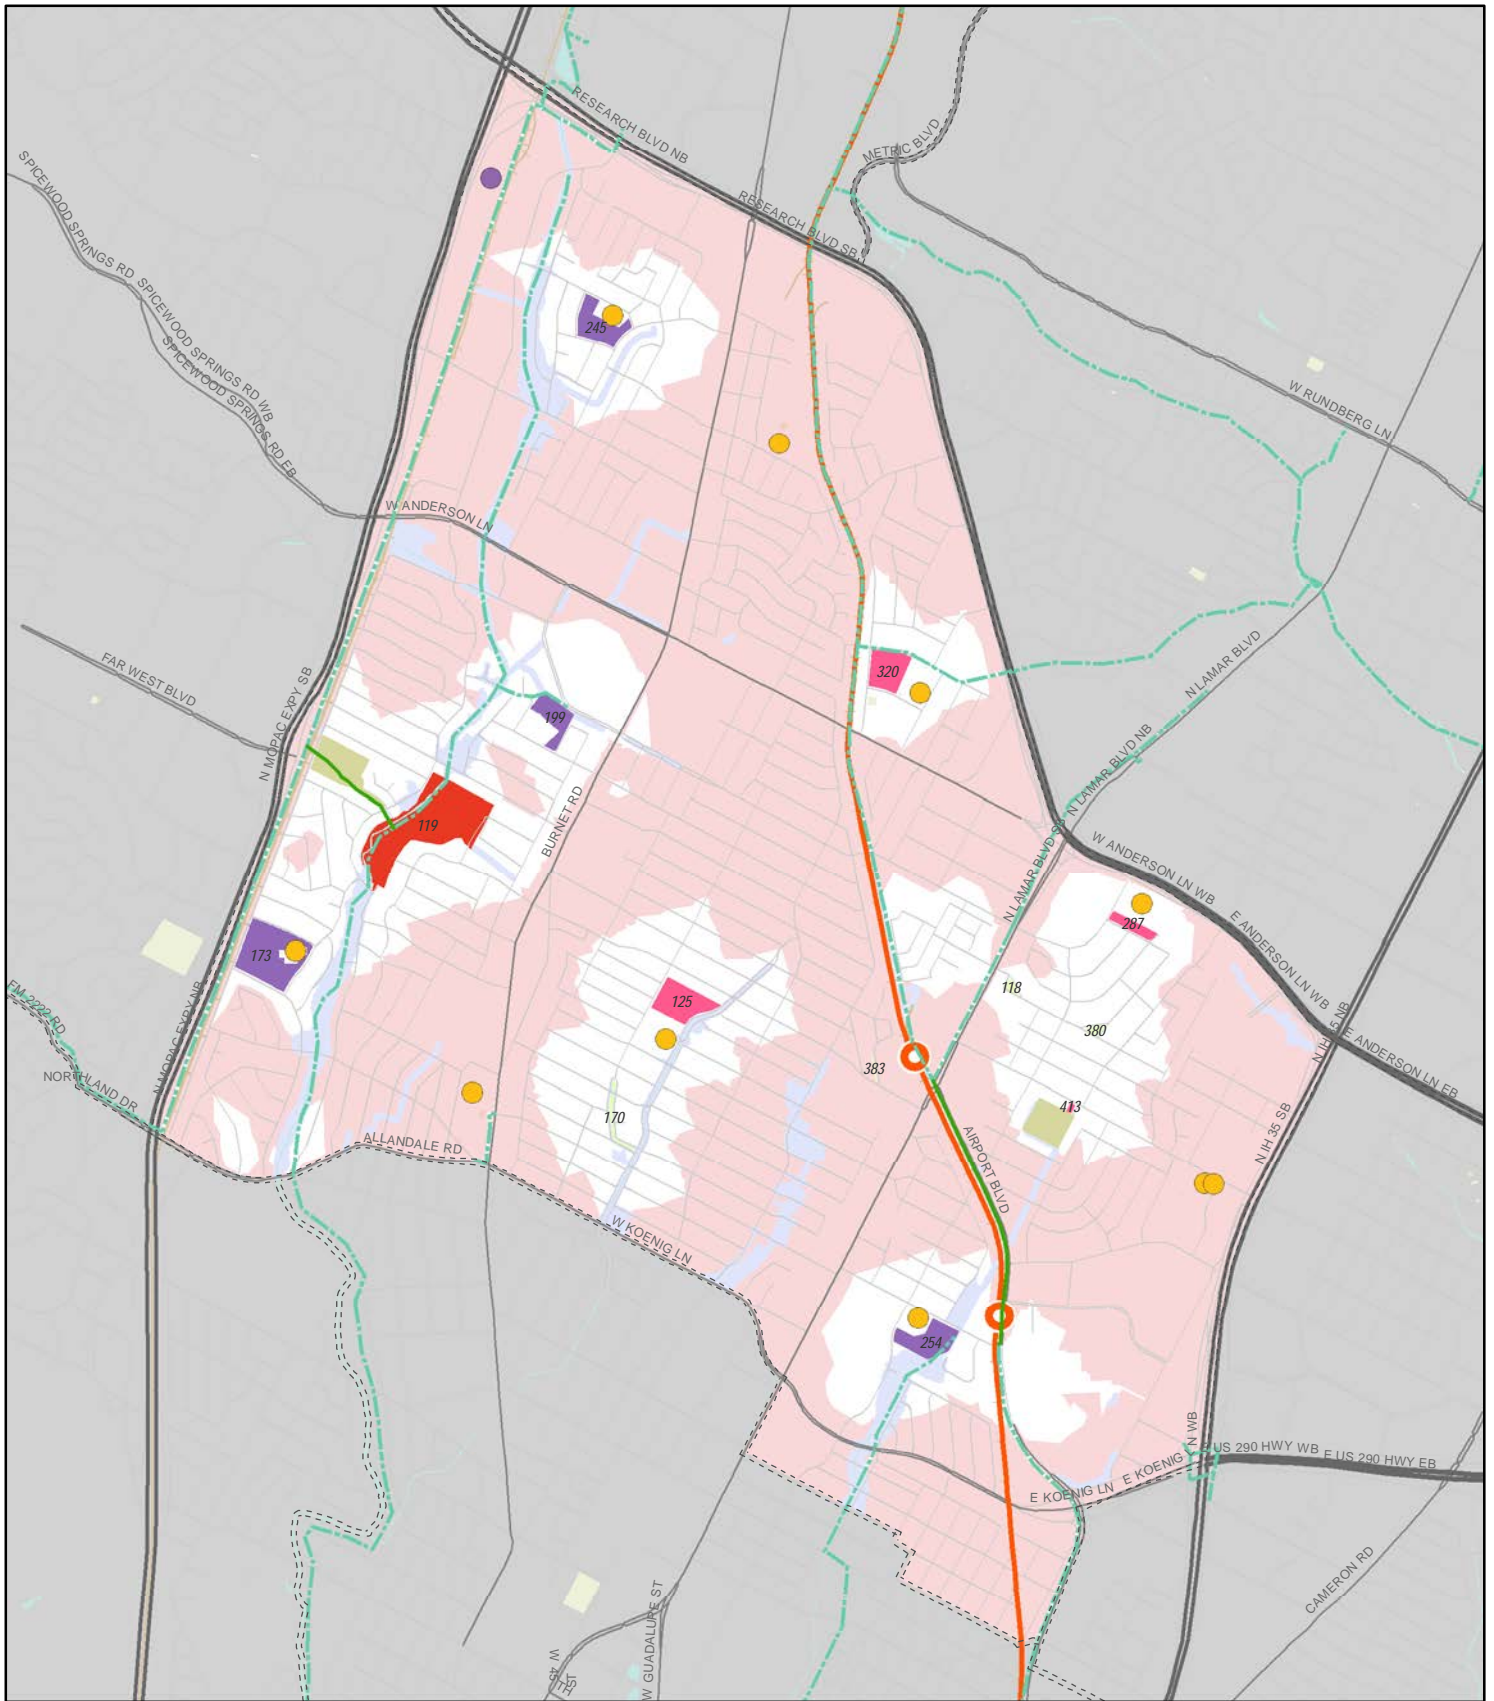 RESEARCH BLVD NB
METRIC BLVD
SPICEWOOD SPRINGS RD
RESEARCH BLVD SB
SPICEWOOD SPRINGS RD WB
SPICEWOOD SPRINGS RD EB
245
W RUNDBERG LN
W ANDERSON LN
FAR WEST BLVD
N MOPAC EXPY SB
320
N LAMAR BLVD
199
N LAMAR BLVD NB
BURNET RD
119
N LAMAR BLVD SB
W ANDERSON LN WB
287
E ANDERSON LN WB
173
118
125
380
FM 2222 RD
N MOPAC EXPY NB
N IH 35 NB
E ANDERSON LN EB
383
NORTHLAND DR
413
170
ALLANDALE RD
AIRPORT BLVD
N IH 35 SB
W KOENIG LN
254
E KOENIG LN WB
E US 290 HWY WB
E US 290 HWY EB
E KOENIG LN
CAMERON RD
W GUADALUPE ST
W 45TH ST